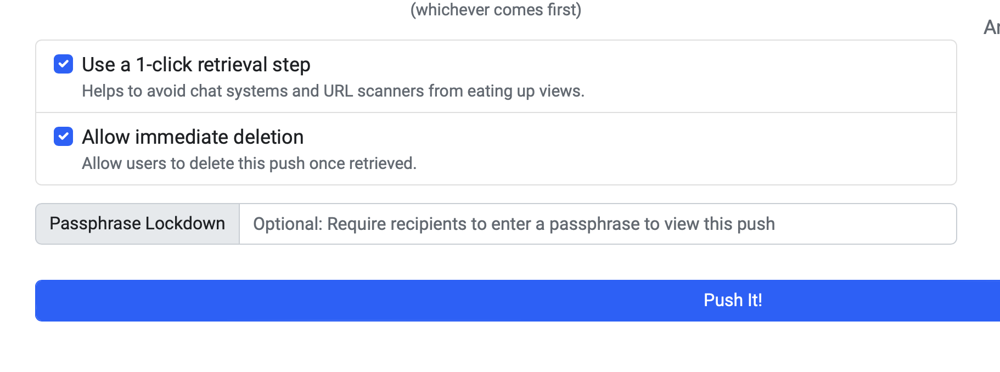 (whichever comes first)
Use a 1-click retrieval step
Helps to avoid chat systems and URL scanners from eating up views.
Allow immediate deletion
Allow users to delete this push once retrieved.
Passphrase Lockdown
Optional: Require recipients to enter a passphrase to view this push
Push It!